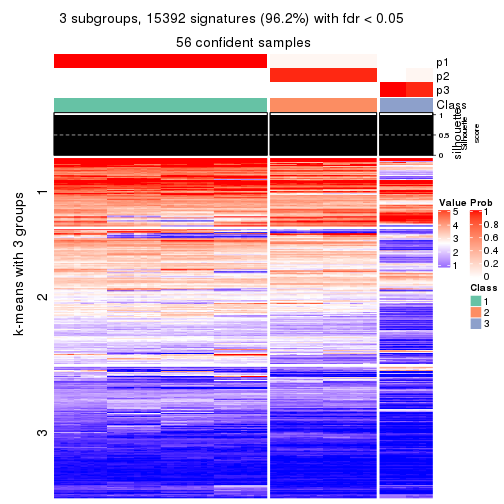 3 subgroups, 15392 signatures (96.2%) with fdr < 0.05
56 confident samples
p1
p2
p3
Class
1
0.5
0
silhouette
Silhouette
score
k-means with 3 groups
1
2
3
Value
5
4
3
2
1
Prob
1
0.8
0.6
0.4
0.2
0
Class
1
2
3